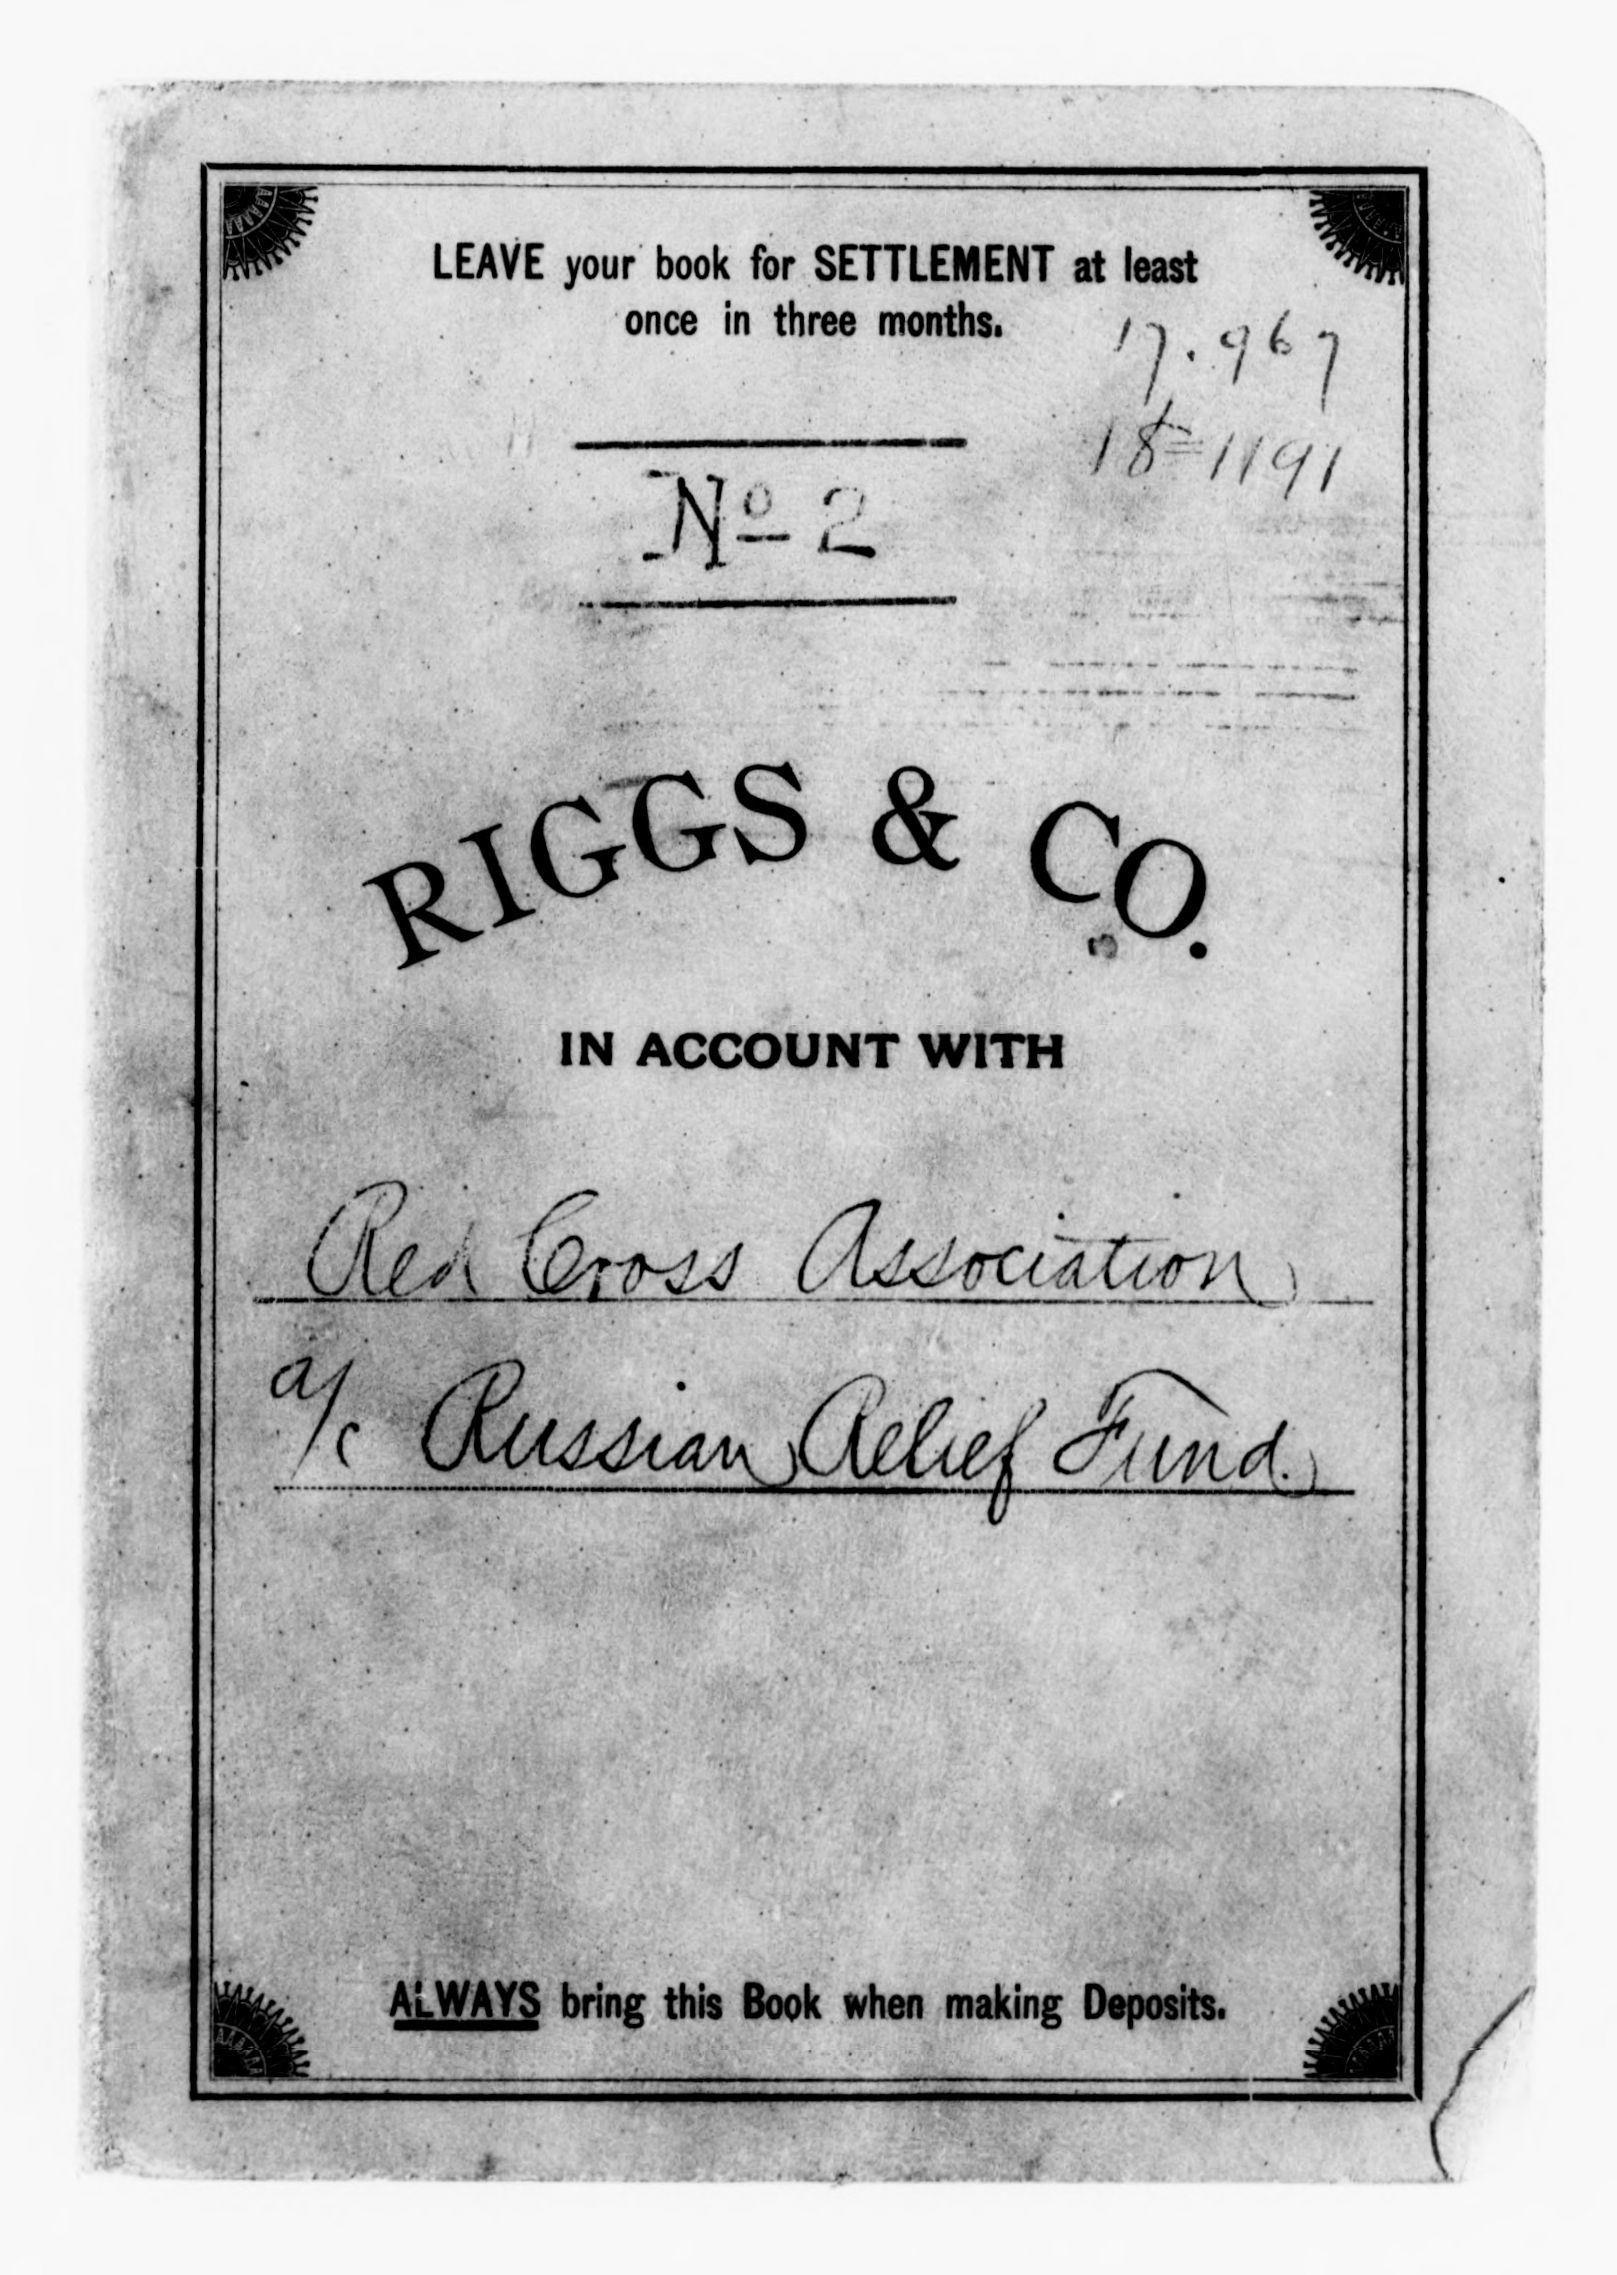 LEAVE your book for SETTLEMENT at least
once in three months.
17.967
18=1191
No 2
RIGGS & CO.
IN ACCOUNT WITH
Red Cross Association
a/c Russian Relief Fund.
ALWAYS bring this Book when making Deposits.